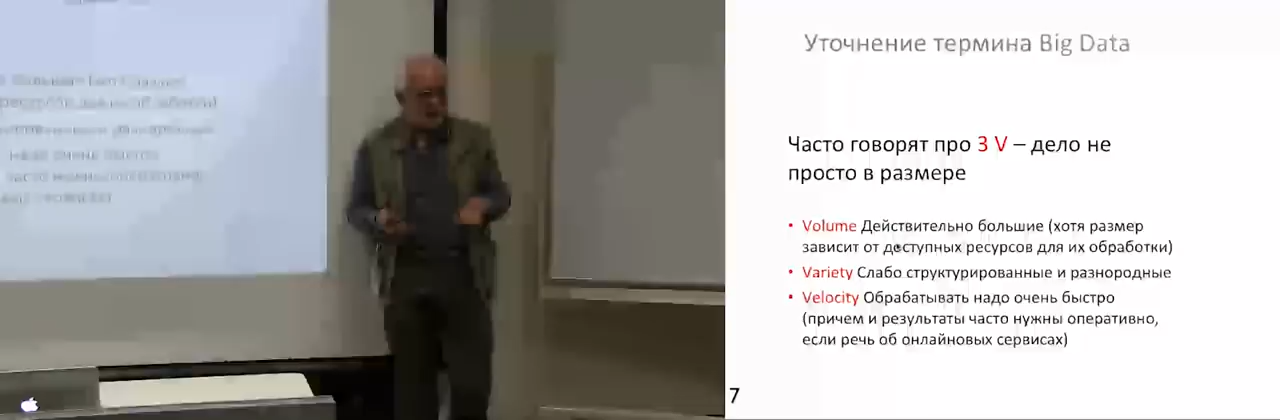 Уточнение термина Big Data
Часто говорят про 3 V – дело не
просто в размере
• Volume Действительно большие (хотя размер
зависит от доступных ресурсов для их обработки)
• Variety Слабо структурированные и разнородные
• Velocity Обрабатывать надо очень быстро
(причем и результаты часто нужны оперативно,
если речь об онлайновых сервисах)
7